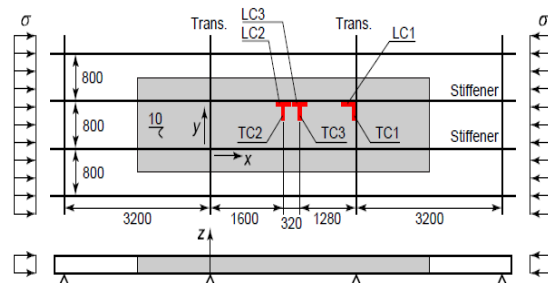 σ Trans. LC3 Trans. σ
LC2 LC1
800 Stiffener
800 10 y TC2 TC3 TC1 Stiffener
x
800
3200 1600 320 1280 3200
z